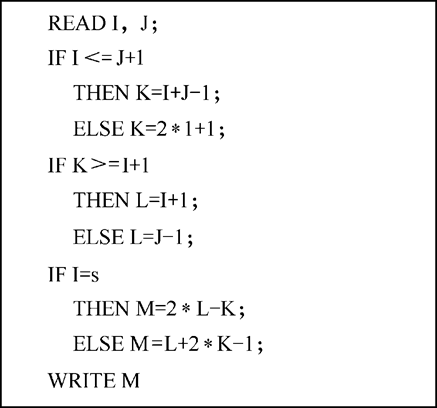 READ I，J；
IF I <= J+1
THEN K=I+J−1；
ELSE K=2*1+1；
IF K>=I+1
THEN L=I+1；
ELSE L=J−1；
IF I=s
THEN M=2*L−K；
ELSE M=L+2*K−1；
WRITE M